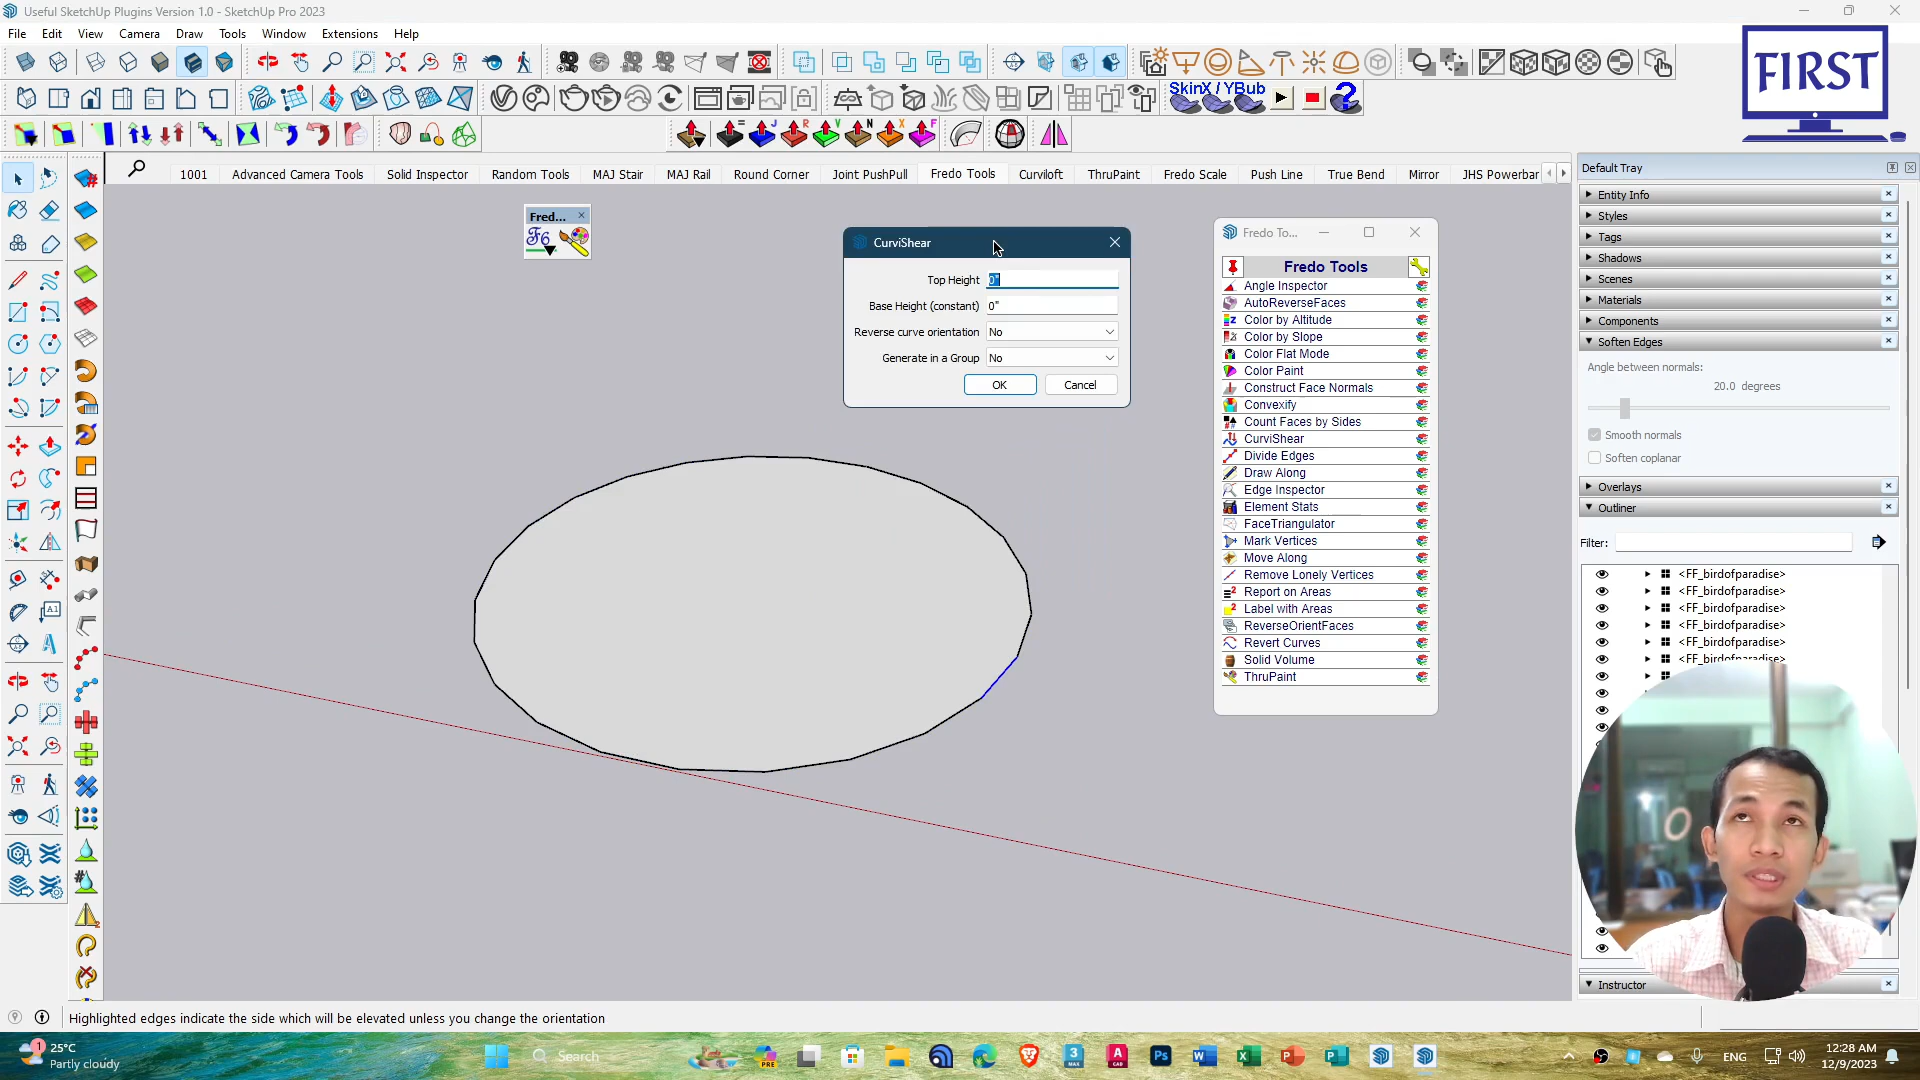 Useful SketchUp Plugins Version 1.0 - SketchUp Pro 2023
File Edit View Camera Draw Tools Window Extensions Help
FIRST
SkinX / YBub
1001 Advanced Camera Tools Solid Inspector Random Tools MAJ Stair MAJ Rail Round Corner Joint PushPull Fredo Tools Curviloft ThruPaint Fredo Scale Push Line True Bend Mirror JHS Powerbar
Default Tray
Entity Info
Styles
Tags
Shadows
Scenes
Materials
Components
Soften Edges
Angle between normals:
20.0 degrees
Smooth normals
Soften coplanar
Overlays
Outliner
Filter:
<FF_birdofparadise>
<FF_birdofparadise>
<FF_birdofparadise>
<FF_birdofparadise>
<FF_birdofparadise>
<FF_birdofparadise>
Instructor
Fred...
F6
CurviShear
Top Height 0"
Base Height (constant) 0"
Reverse curve orientation No
Generate in a Group No
OK Cancel
Fredo To...
Fredo Tools
Angle Inspector
AutoReverseFaces
Color by Altitude
Color by Slope
Color Flat Mode
Color Paint
Construct Face Normals
Convexify
Count Faces by Sides
CurviShear
Divide Edges
Draw Along
Edge Inspector
Element Stats
FaceTriangulator
Mark Vertices
Move Along
Remove Lonely Vertices
Report on Areas
Label with Areas
ReverseOrientFaces
Revert Curves
Solid Volume
ThruPaint
Highlighted edges indicate the side which will be elevated unless you change the orientation
25°C
Partly cloudy
Search
ENG
12:28 AM
12/9/2023